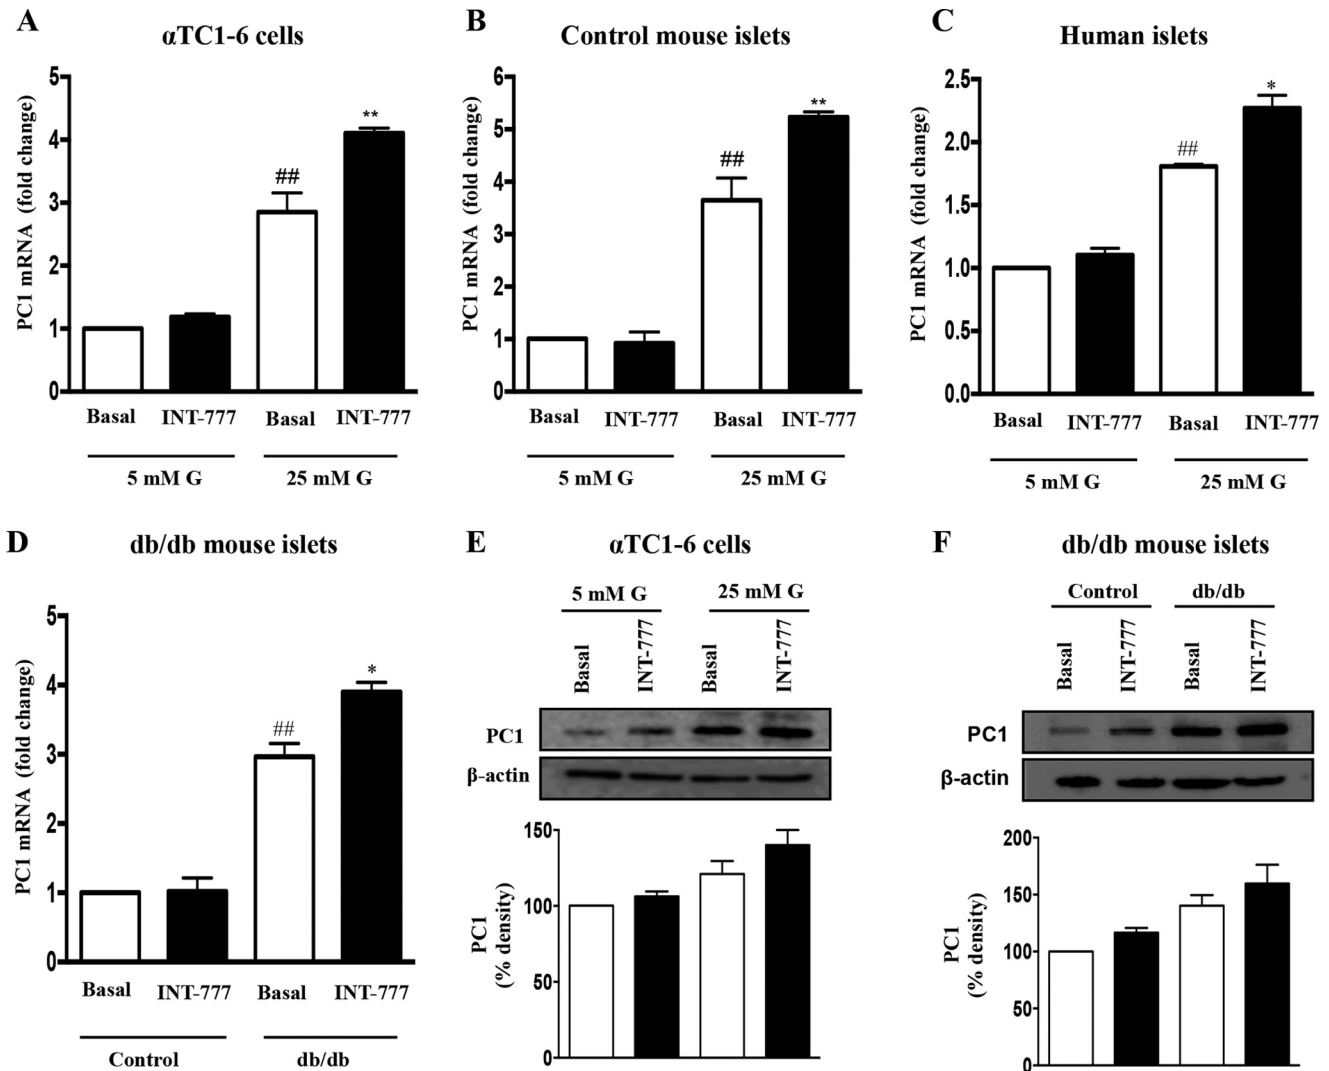 A
αTC1-6 cells
PC1 mRNA (fold change)
5
4
3
2
1
0
##
**
Basal
INT-777
Basal
INT-777
5 mM G
25 mM G
B
Control mouse islets
PC1 mRNA (fold change)
6
5
4
3
2
1
0
##
**
Basal
INT-777
Basal
INT-777
5 mM G
25 mM G
C
Human islets
PC1 mRNA (fold change)
2.5
2.0
1.5
1.0
0.5
0.0
##
*
Basal
INT-777
Basal
INT-777
5 mM G
25 mM G
D
db/db mouse islets
PC1 mRNA (fold change)
5
4
3
2
1
0
##
*
Basal
INT-777
Basal
INT-777
Control
db/db
E
αTC1-6 cells
5 mM G
25 mM G
Basal
INT-777
Basal
INT-777
PC1
β-actin
PC1
(% density)
150
100
50
0
F
db/db mouse islets
Control
db/db
Basal
INT-777
Basal
INT-777
PC1
β-actin
PC1
(% density)
200
150
100
50
0